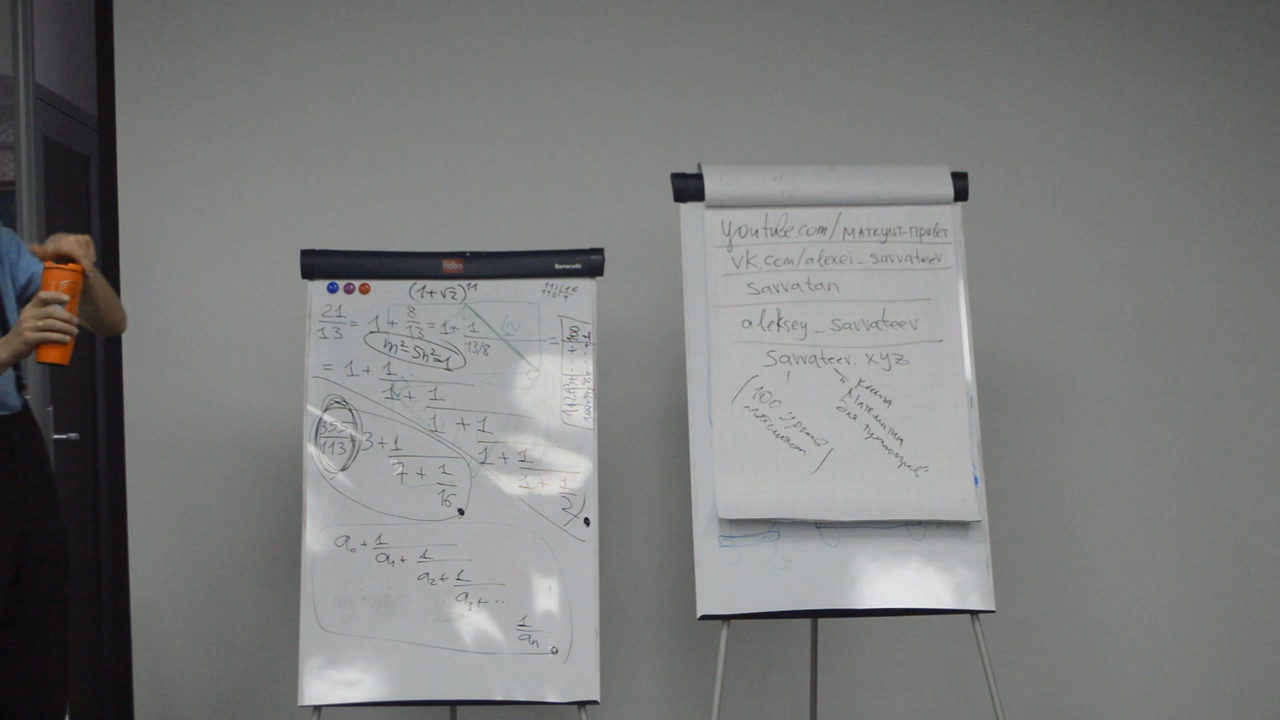 (1+√2)¹¹
21/13 = 1 + 8/13 = 1 + 1/(13/8)
m²-5n²=1
= 1 + 1/(1 + 1/(1 + 1/(1 + 1/(1 + 1/2))))
355/113
3 + 1/(7 + 1/16)
a₀ + 1/(a₁ + 1/(a₂ + 1/(a₃ + ..
1/aₙ
youtube.com/маткульт-привет
vk.com/alexei_savvateev
savvatan
aleksey_savvateev
savvateev.xyz
(100 уроков
книга
Математика
для гуманитариев